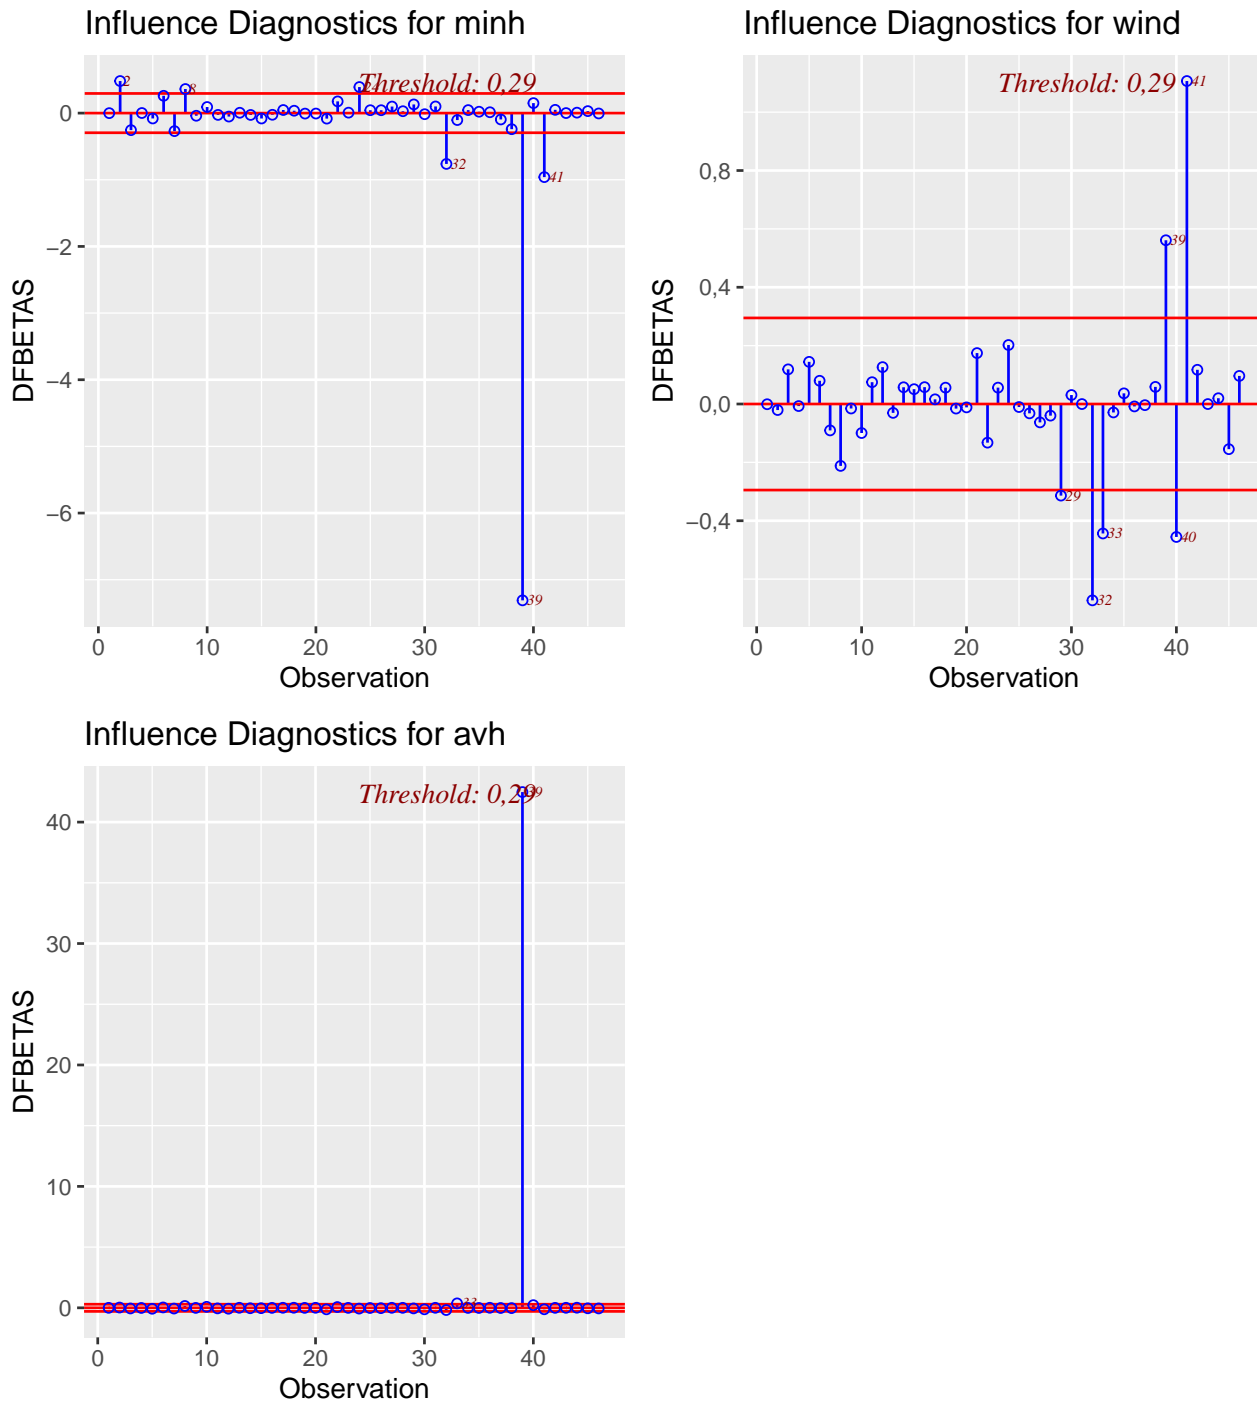 Influence Diagnostics for minh
Threshold: 0,29
2
8
24
32
41
39
0
−2
−4
−6
DFBETAS
0 10 20 30 40
Observation
Influence Diagnostics for wind
Threshold: 0,29
41
39
29
33
40
32
0,8
0,4
0,0
−0,4
DFBETAS
0 10 20 30 40
Observation
Influence Diagnostics for avh
Threshold: 0,29
39
33
40
30
20
10
0
DFBETAS
0 10 20 30 40
Observation